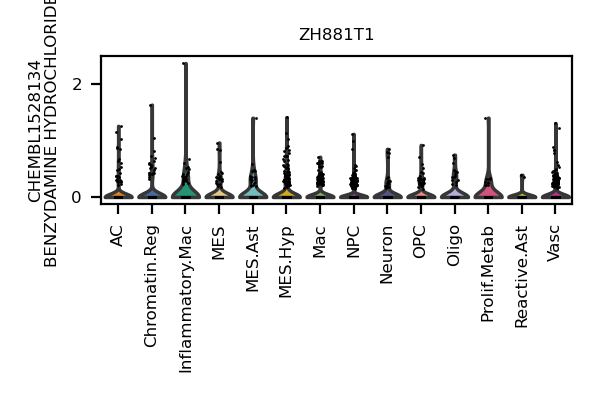 ZH881T1
CHEMBL1528134
BENZYDAMINE HYDROCHLORIDE
2
0
AC
Chromatin.Reg
Inflammatory.Mac
MES
MES.Ast
MES.Hyp
Mac
NPC
Neuron
OPC
Oligo
Prolif.Metab
Reactive.Ast
Vasc